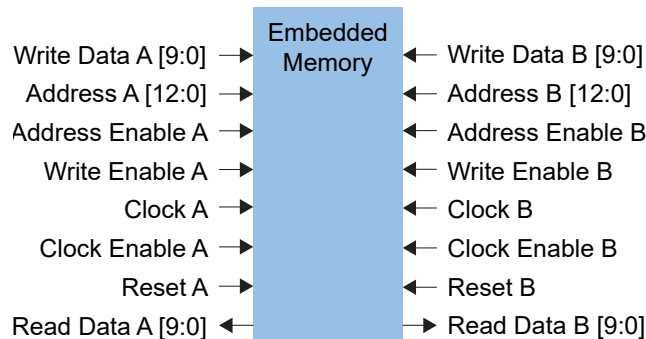 Embedded
Memory
Write Data A [9:0]
Address A [12:0]
Address Enable A
Write Enable A
Clock A
Clock Enable A
Reset A
Read Data A [9:0]
Write Data B [9:0]
Address B [12:0]
Address Enable B
Write Enable B
Clock B
Clock Enable B
Reset B
Read Data B [9:0]